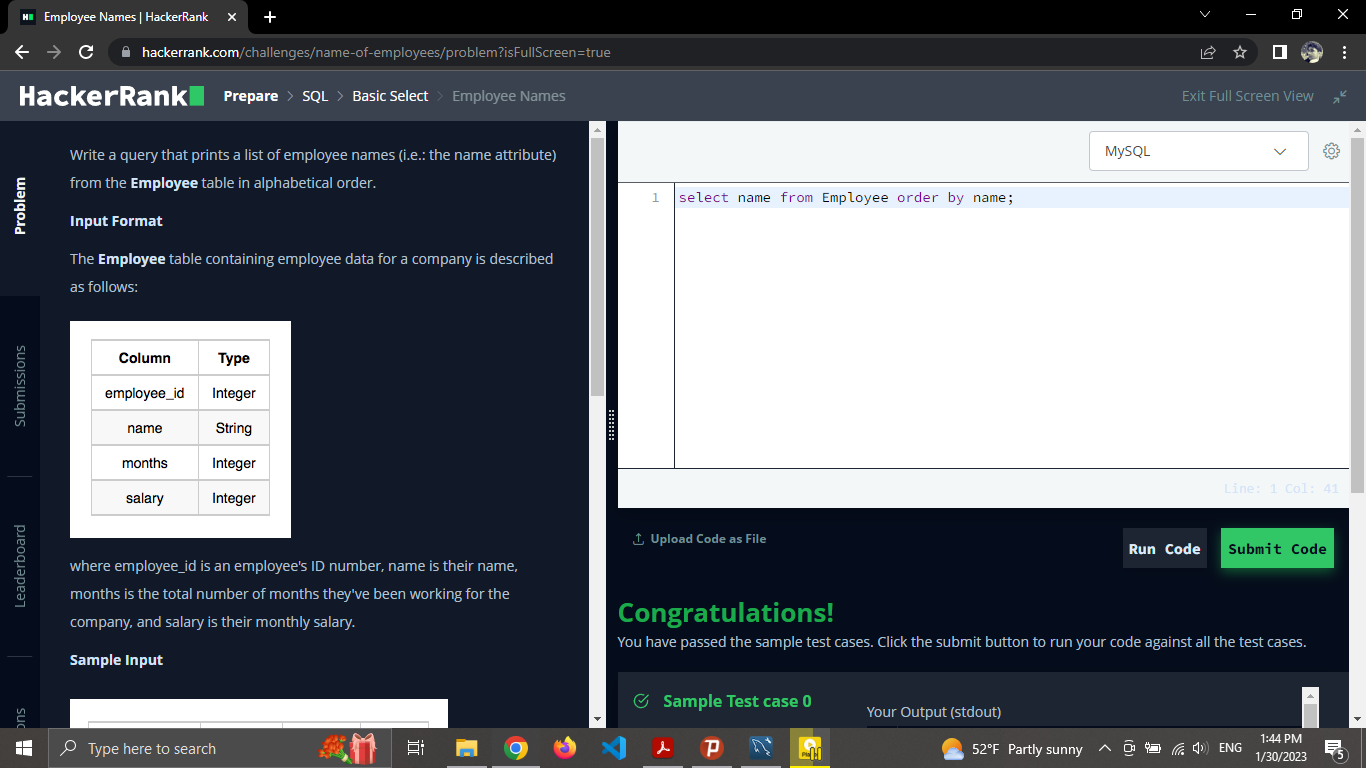 Employee Names | HackerRank
hackerrank.com/challenges/name-of-employees/problem?isFullScreen=true
HackerRank
Prepare > SQL > Basic Select > Employee Names
Exit Full Screen View
Problem
Submissions
Leaderboard
ons
Write a query that prints a list of employee names (i.e.: the name attribute)
from the Employee table in alphabetical order.
Input Format
The Employee table containing employee data for a company is described
as follows:
Column Type
employee_id Integer
name String
months Integer
salary Integer
where employee_id is an employee's ID number, name is their name,
months is the total number of months they've been working for the
company, and salary is their monthly salary.
Sample Input
MySQL
1 select name from Employee order by name;
Line: 1 Col: 41
Upload Code as File
Run Code
Submit Code
Congratulations!
You have passed the sample test cases. Click the submit button to run your code against all the test cases.
Sample Test case 0
Your Output (stdout)
Type here to search
52°F Partly sunny
ENG
1:44 PM
1/30/2023
5